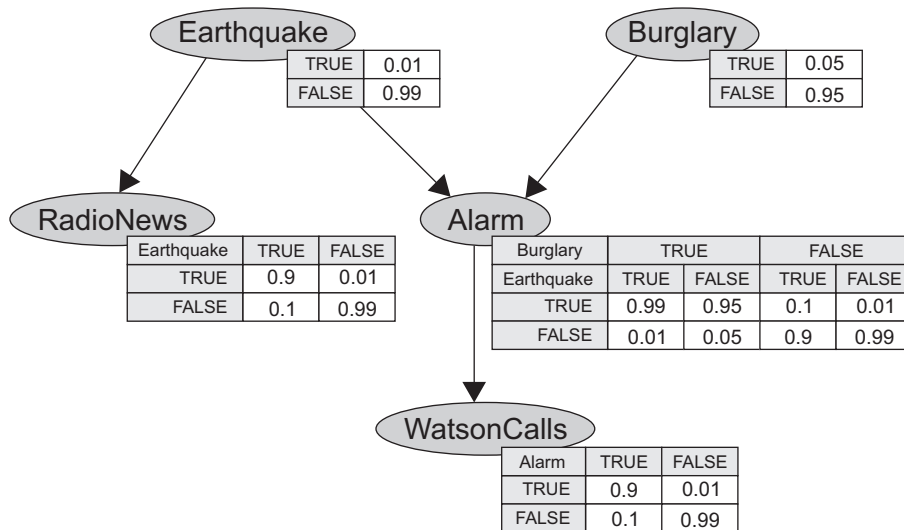 Earthquake
TRUE 0.01
FALSE 0.99
Burglary
TRUE 0.05
FALSE 0.95
RadioNews
Earthquake TRUE FALSE
TRUE 0.9 0.01
FALSE 0.1 0.99
Alarm
Burglary TRUE FALSE
Earthquake TRUE FALSE TRUE FALSE
TRUE 0.99 0.95 0.1 0.01
FALSE 0.01 0.05 0.9 0.99
WatsonCalls
Alarm TRUE FALSE
TRUE 0.9 0.01
FALSE 0.1 0.99